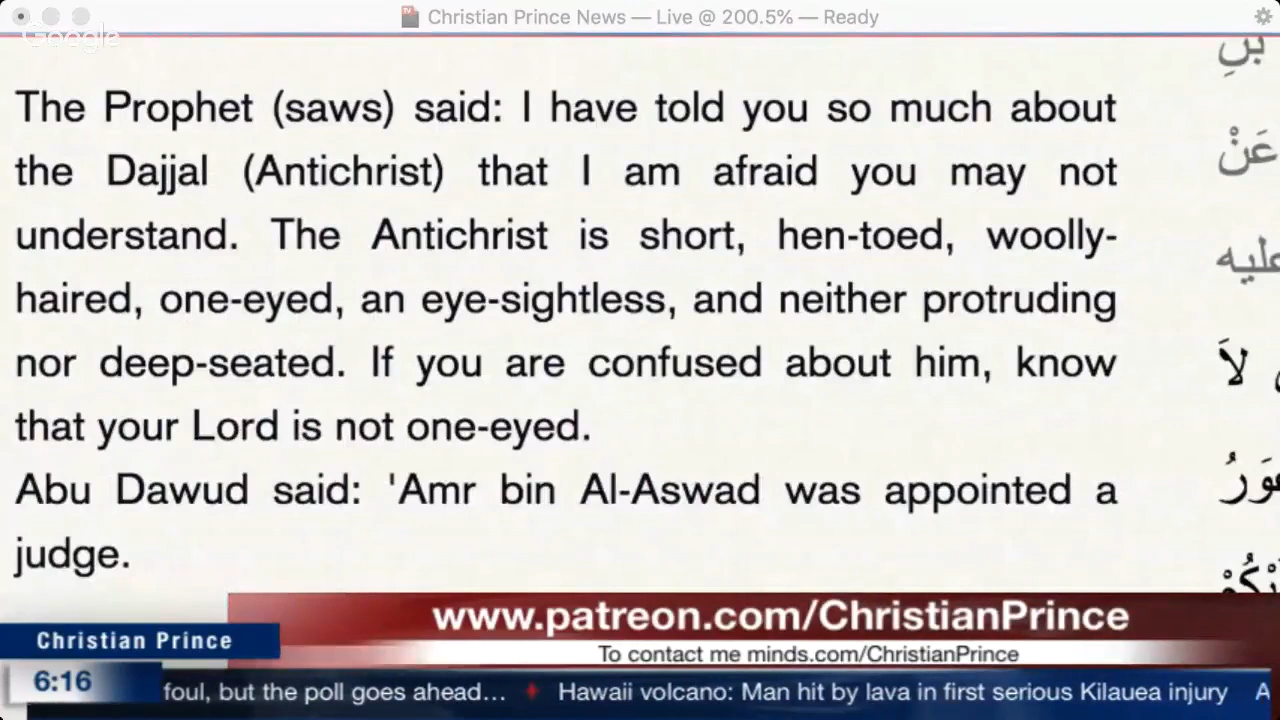 Christian Prince News — Live @ 200.5% — Ready
Google
The Prophet (saws) said: I have told you so much about
the Dajjal (Antichrist) that I am afraid you may not
understand. The Antichrist is short, hen-toed, woolly-
haired, one-eyed, an eye-sightless, and neither protruding
nor deep-seated. If you are confused about him, know
that your Lord is not one-eyed.
Abu Dawud said: 'Amr bin Al-Aswad was appointed a
judge.
بْنِ
عَنْ
عليه
لاَ
www.patreon.com/ChristianPrince
To contact me minds.com/ChristianPrince
Christian Prince
6:16
foul, but the poll goes ahead... Hawaii volcano: Man hit by lava in first serious Kilauea injury A